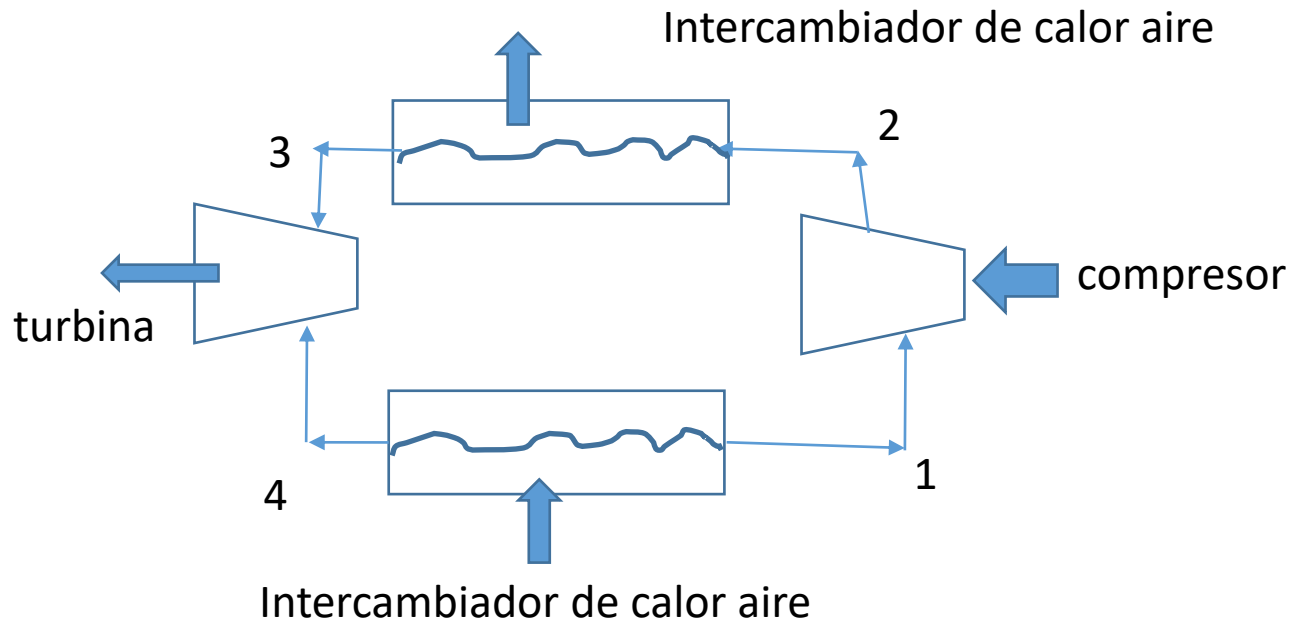 Intercambiador de calor aire
2
3
compresor
turbina
1
4
Intercambiador de calor aire